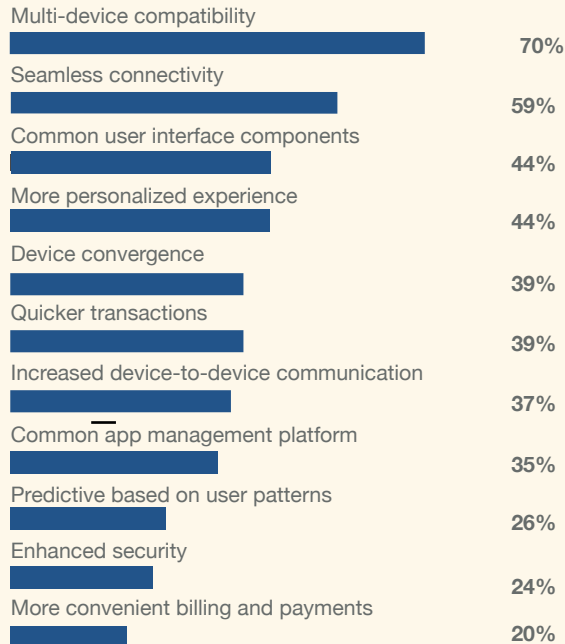 Multi-device compatibility
70%
Seamless connectivity
59%
Common user interface components
44%
More personalized experience
44%
Device convergence
39%
Quicker transactions
39%
Increased device-to-device communication
37%
Common app management platform
35%
Predictive based on user patterns
26%
Enhanced security
24%
More convenient billing and payments
20%